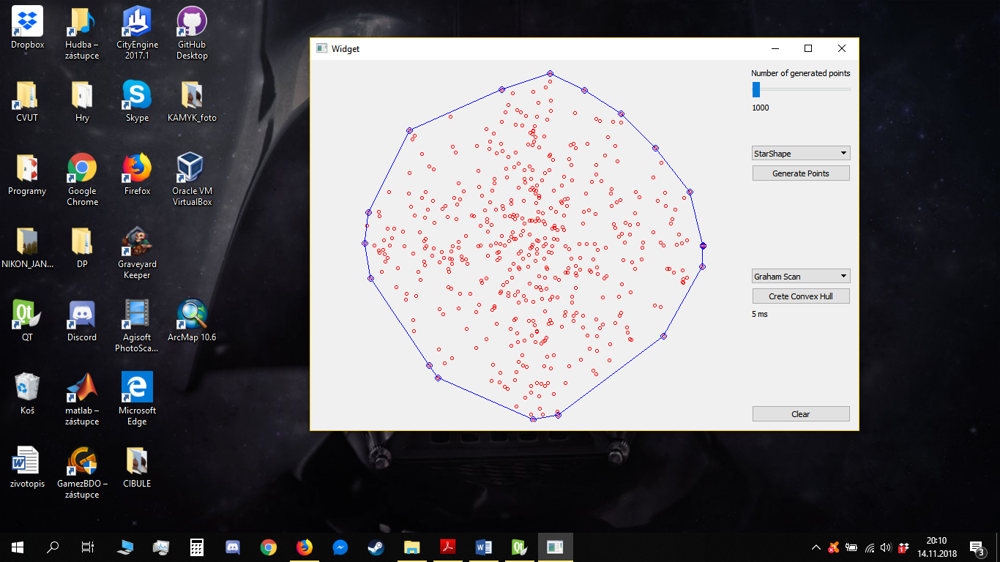 Dropbox
Hudba –
zástupce
CityEngine
2017.1
GitHub
Desktop
CVUT
Hry
Skype
KAMYK_foto
Programy
Google
Chrome
Firefox
Oracle VM
VirtualBox
NIKON_JAN...
DP
Graveyard
Keeper
QT
Discord
Agisoft
PhotoSca...
ArcMap 10.6
Koš
matlab –
zástupce
Microsoft
Edge
zivotopis
GamezBDO –
zástupce
CIBULE
Widget
Number of generated points
1000
StarShape
Generate Points
Graham Scan
Crete Convex Hull
5 ms
Clear
20:10
14.11.2018
3